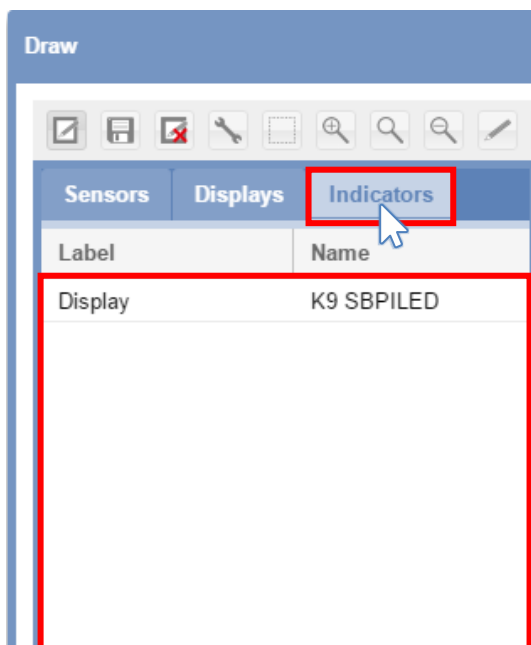 Draw
Sensors Displays Indicators
Label Name
Display K9 SBPILED